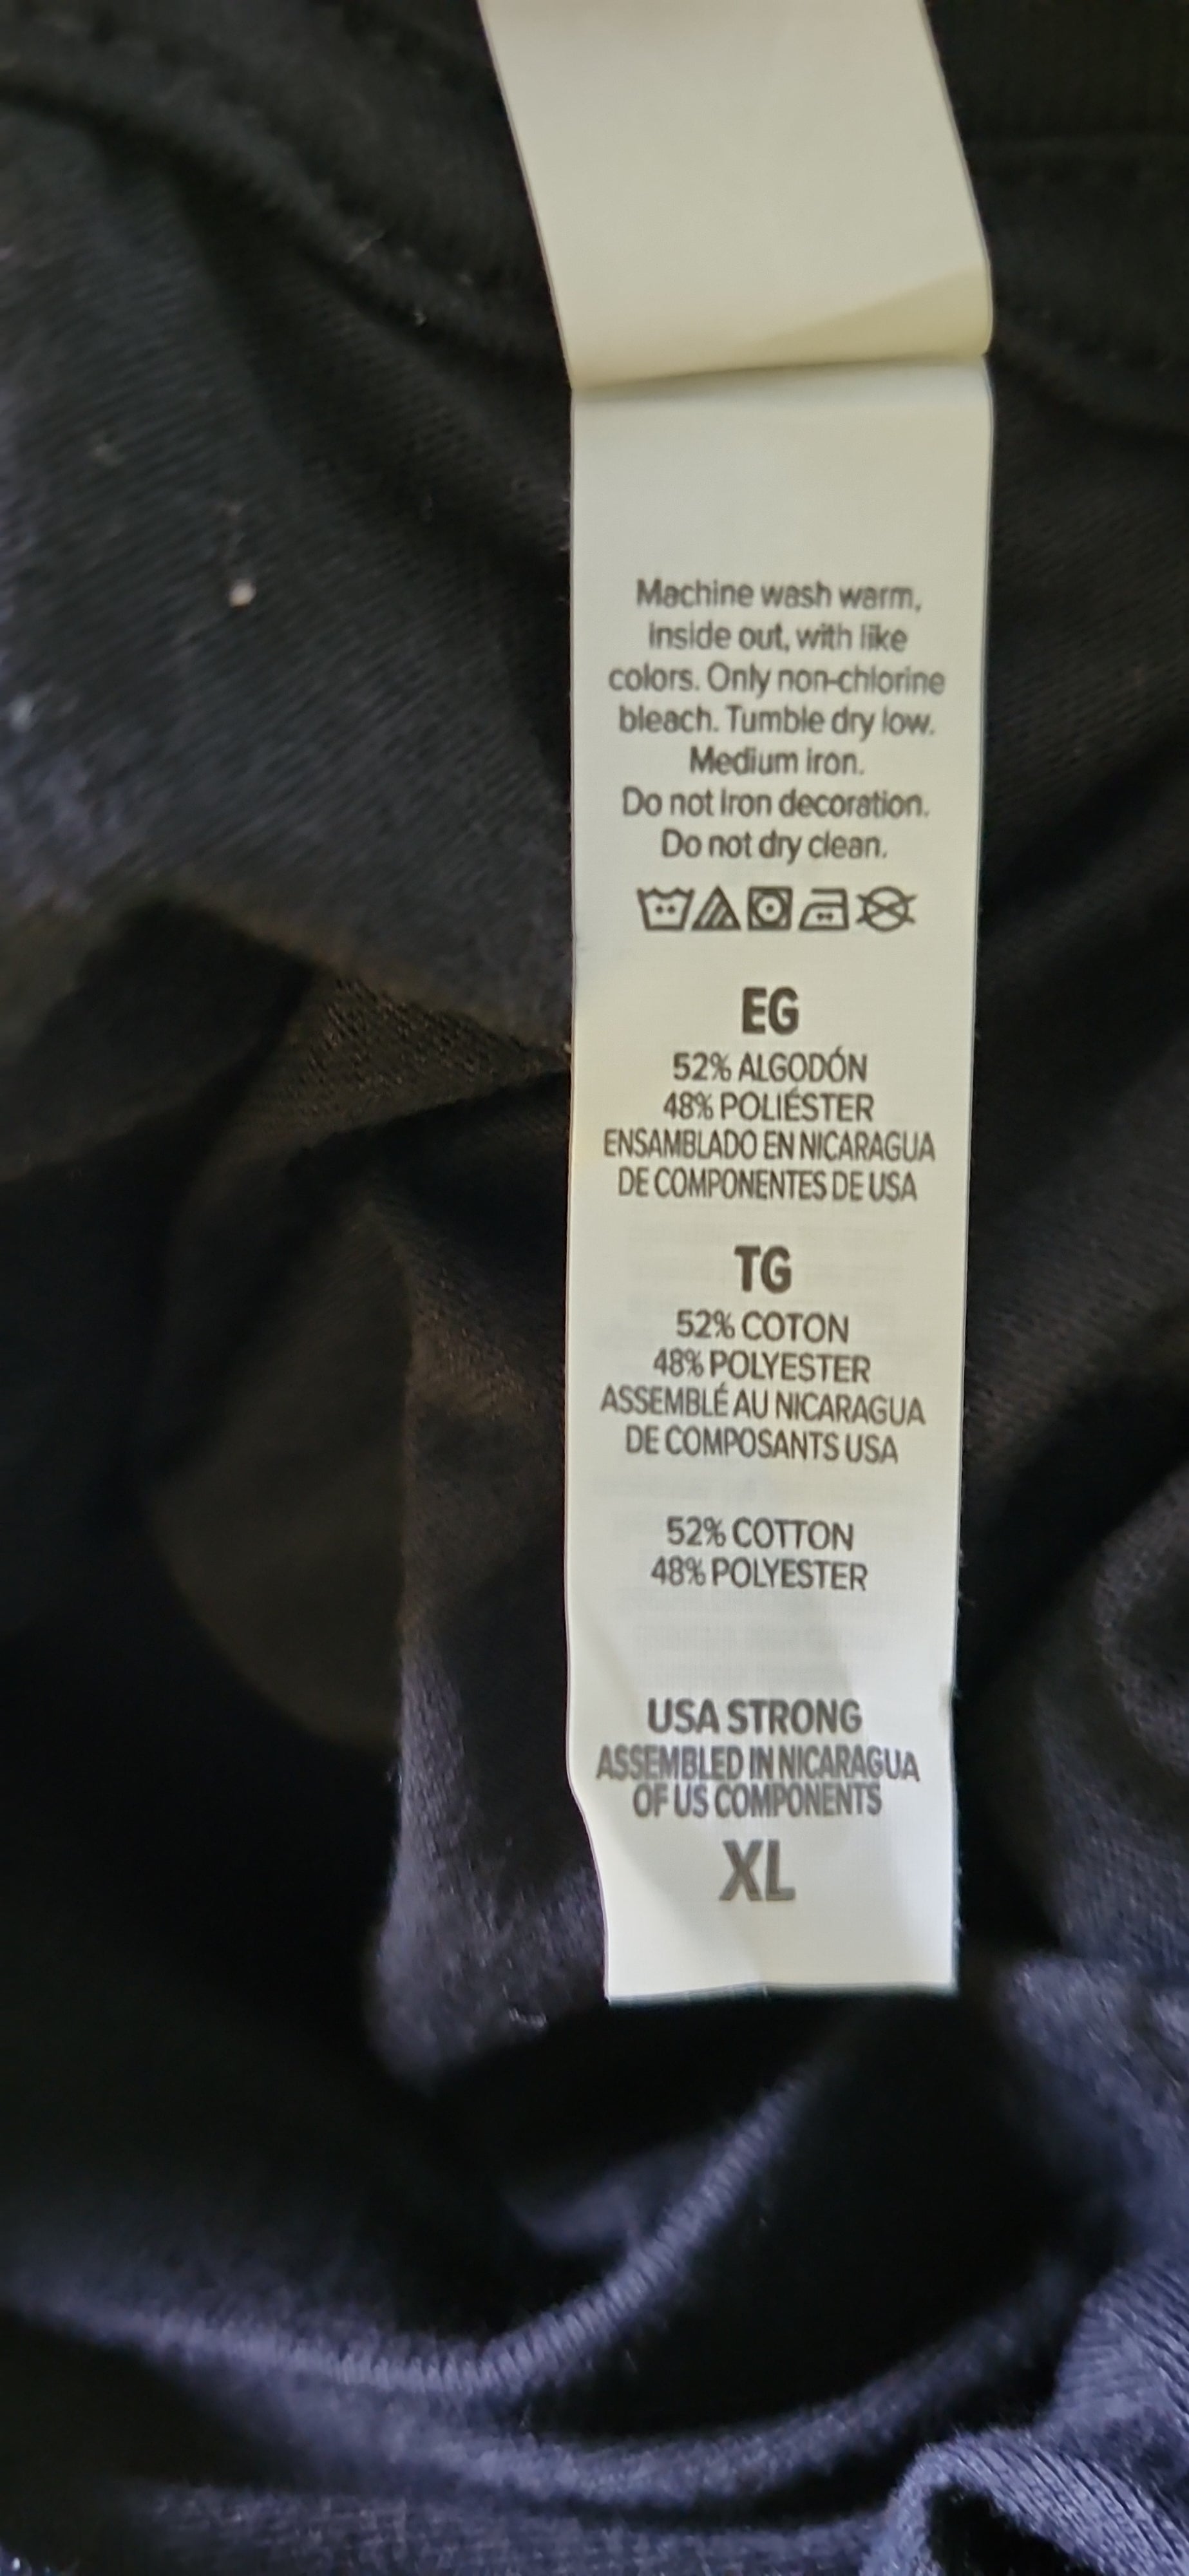 Machine wash warm,
inside out, with like
colors. Only non-chlorine
bleach. Tumble dry low.
Medium iron.
Do not iron decoration.
Do not dry clean.
EG
52% ALGODÓN
48% POLIÉSTER
ENSAMBLADO EN NICARAGUA
DE COMPONENTES DE USA
TG
52% COTON
48% POLYESTER
ASSEMBLÉ AU NICARAGUA
DE COMPOSANTS USA
52% COTTON
48% POLYESTER
USA STRONG
ASSEMBLED IN NICARAGUA
OF US COMPONENTS
XL